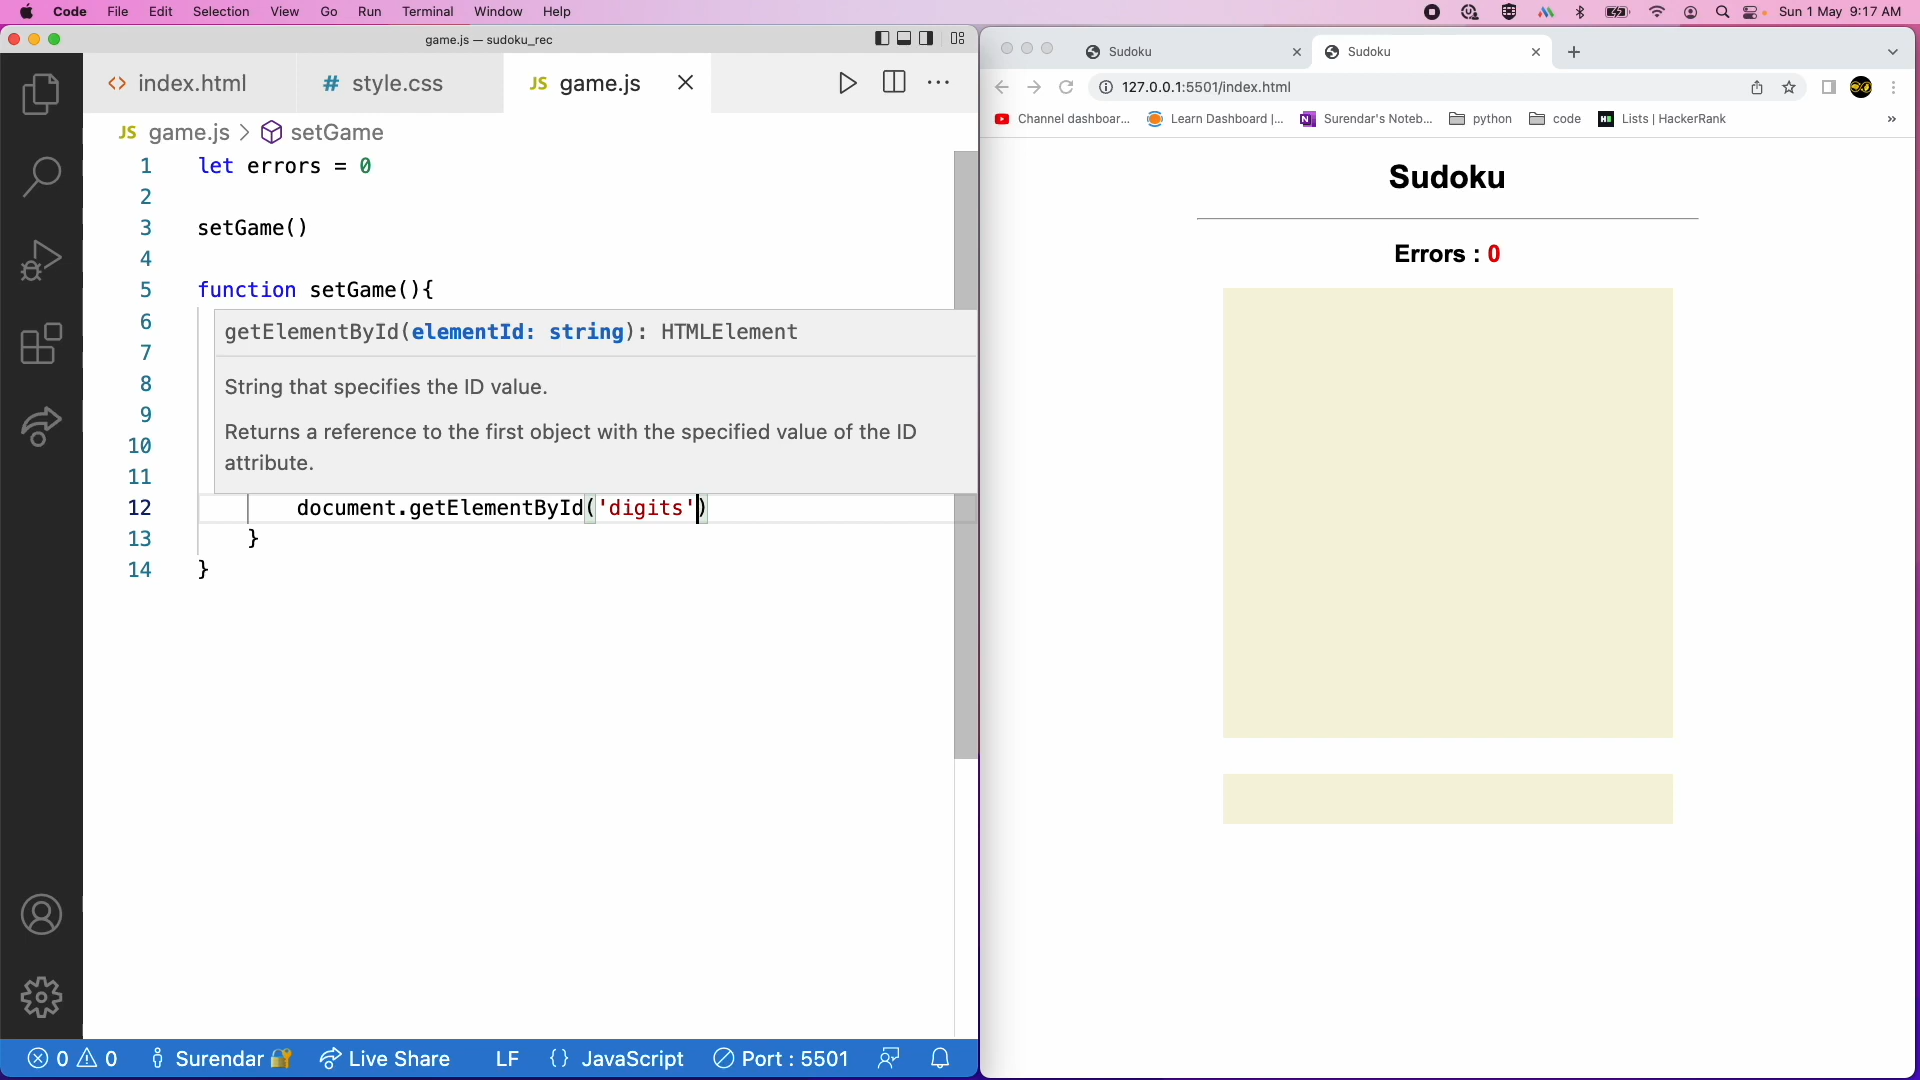 Code File Edit Selection View Go Run Terminal Window Help
Sun 1 May 9:17 AM
game.js — sudoku_rec
index.html
# style.css
JS game.js
JS game.js > setGame
1 let errors = 0
2
3 setGame()
4
5 function setGame(){
6
7
8
9
10
11
getElementById(elementId: string): HTMLElement
String that specifies the ID value.
Returns a reference to the first object with the specified value of the ID
attribute.
12 document.getElementById('digits')
13 }
14 }
0 0 Surendar Live Share LF {} JavaScript Port : 5501
Sudoku Sudoku
127.0.0.1:5501/index.html
Channel dashboar... Learn Dashboard |... Surendar's Noteb... python code Lists | HackerRank
Sudoku
Errors : 0